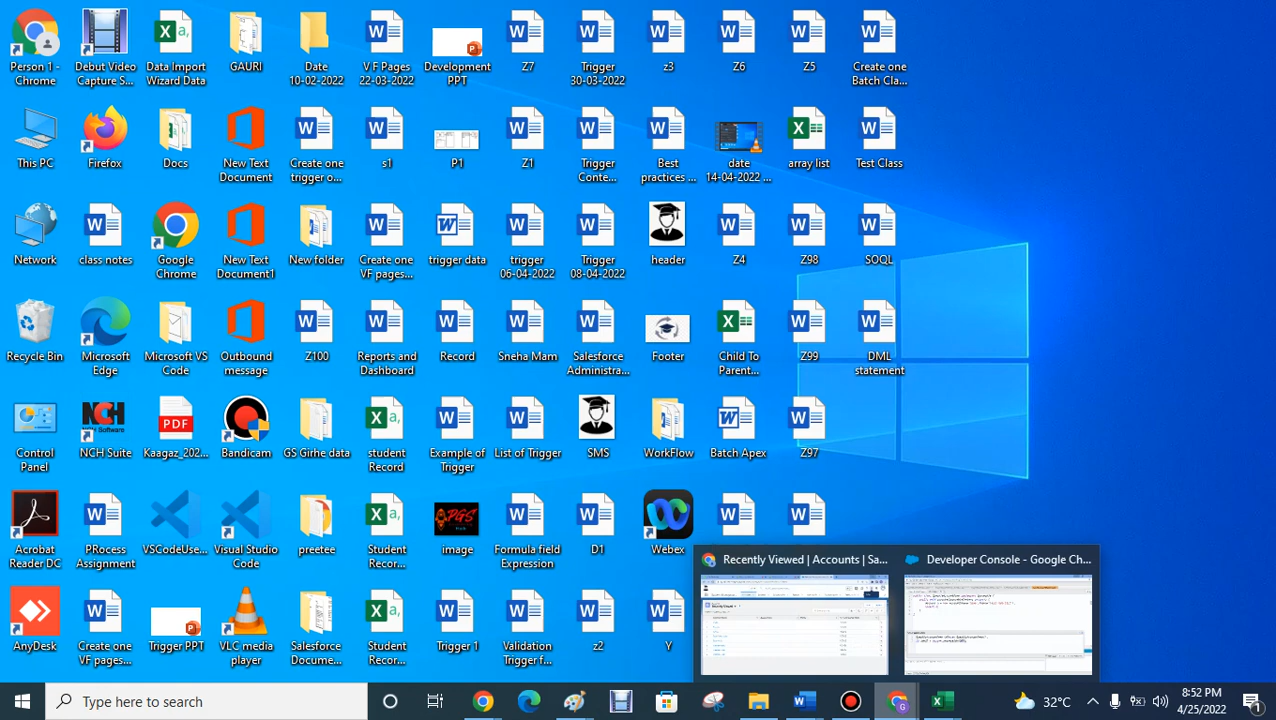 Person 1 -
Chrome
Debut Video
Capture S...
Data Import
Wizard Data
GAURI
Date
10-02-2022
V F Pages
22-03-2022
Development
PPT
Z7
Trigger
30-03-2022
z3
Z6
Z5
Create one
Batch Cla...
This PC
Firefox
Docs
New Text
Document
Create one
trigger o...
s1
P1
Z1
Trigger
Conte...
Best
practices ...
date
14-04-2022 ...
array list
Test Class
Network
class notes
Google
Chrome
New Text
Document1
New folder
Create one
VF pages...
trigger data
trigger
06-04-2022
Trigger
08-04-2022
header
Z4
Z98
SOQL
Recycle Bin
Microsoft
Edge
Microsoft VS
Code
Outbound
message
Z100
Reports and
Dashboard
Record
Sneha Mam
Salesforce
Administra...
Footer
Child To
Parent...
Z99
DML
statement
Control
Panel
NCH Suite
Kaagaz_202...
Bandicam
GS Girhe data
student
Record
Example of
Trigger
List of Trigger
SMS
WorkFlow
Batch Apex
Z97
Acrobat
Reader DC
PRocess
Assignment
VSCodeUse...
Visual Studio
Code
preetee
Student
Recor...
image
Formula field
Expression
D1
Webex
Recently Viewed | Accounts | Sa...
Developer Console - Google Ch...
AnyDesk
Create one
VF pages...
Trigger PPT
VLC media
player
Salesforce
Docume...
Student
Recor...
Trigger 1
Validation
Trigger f...
z2
Y
Type here to search
32°C
8:52 PM
4/25/2022
1